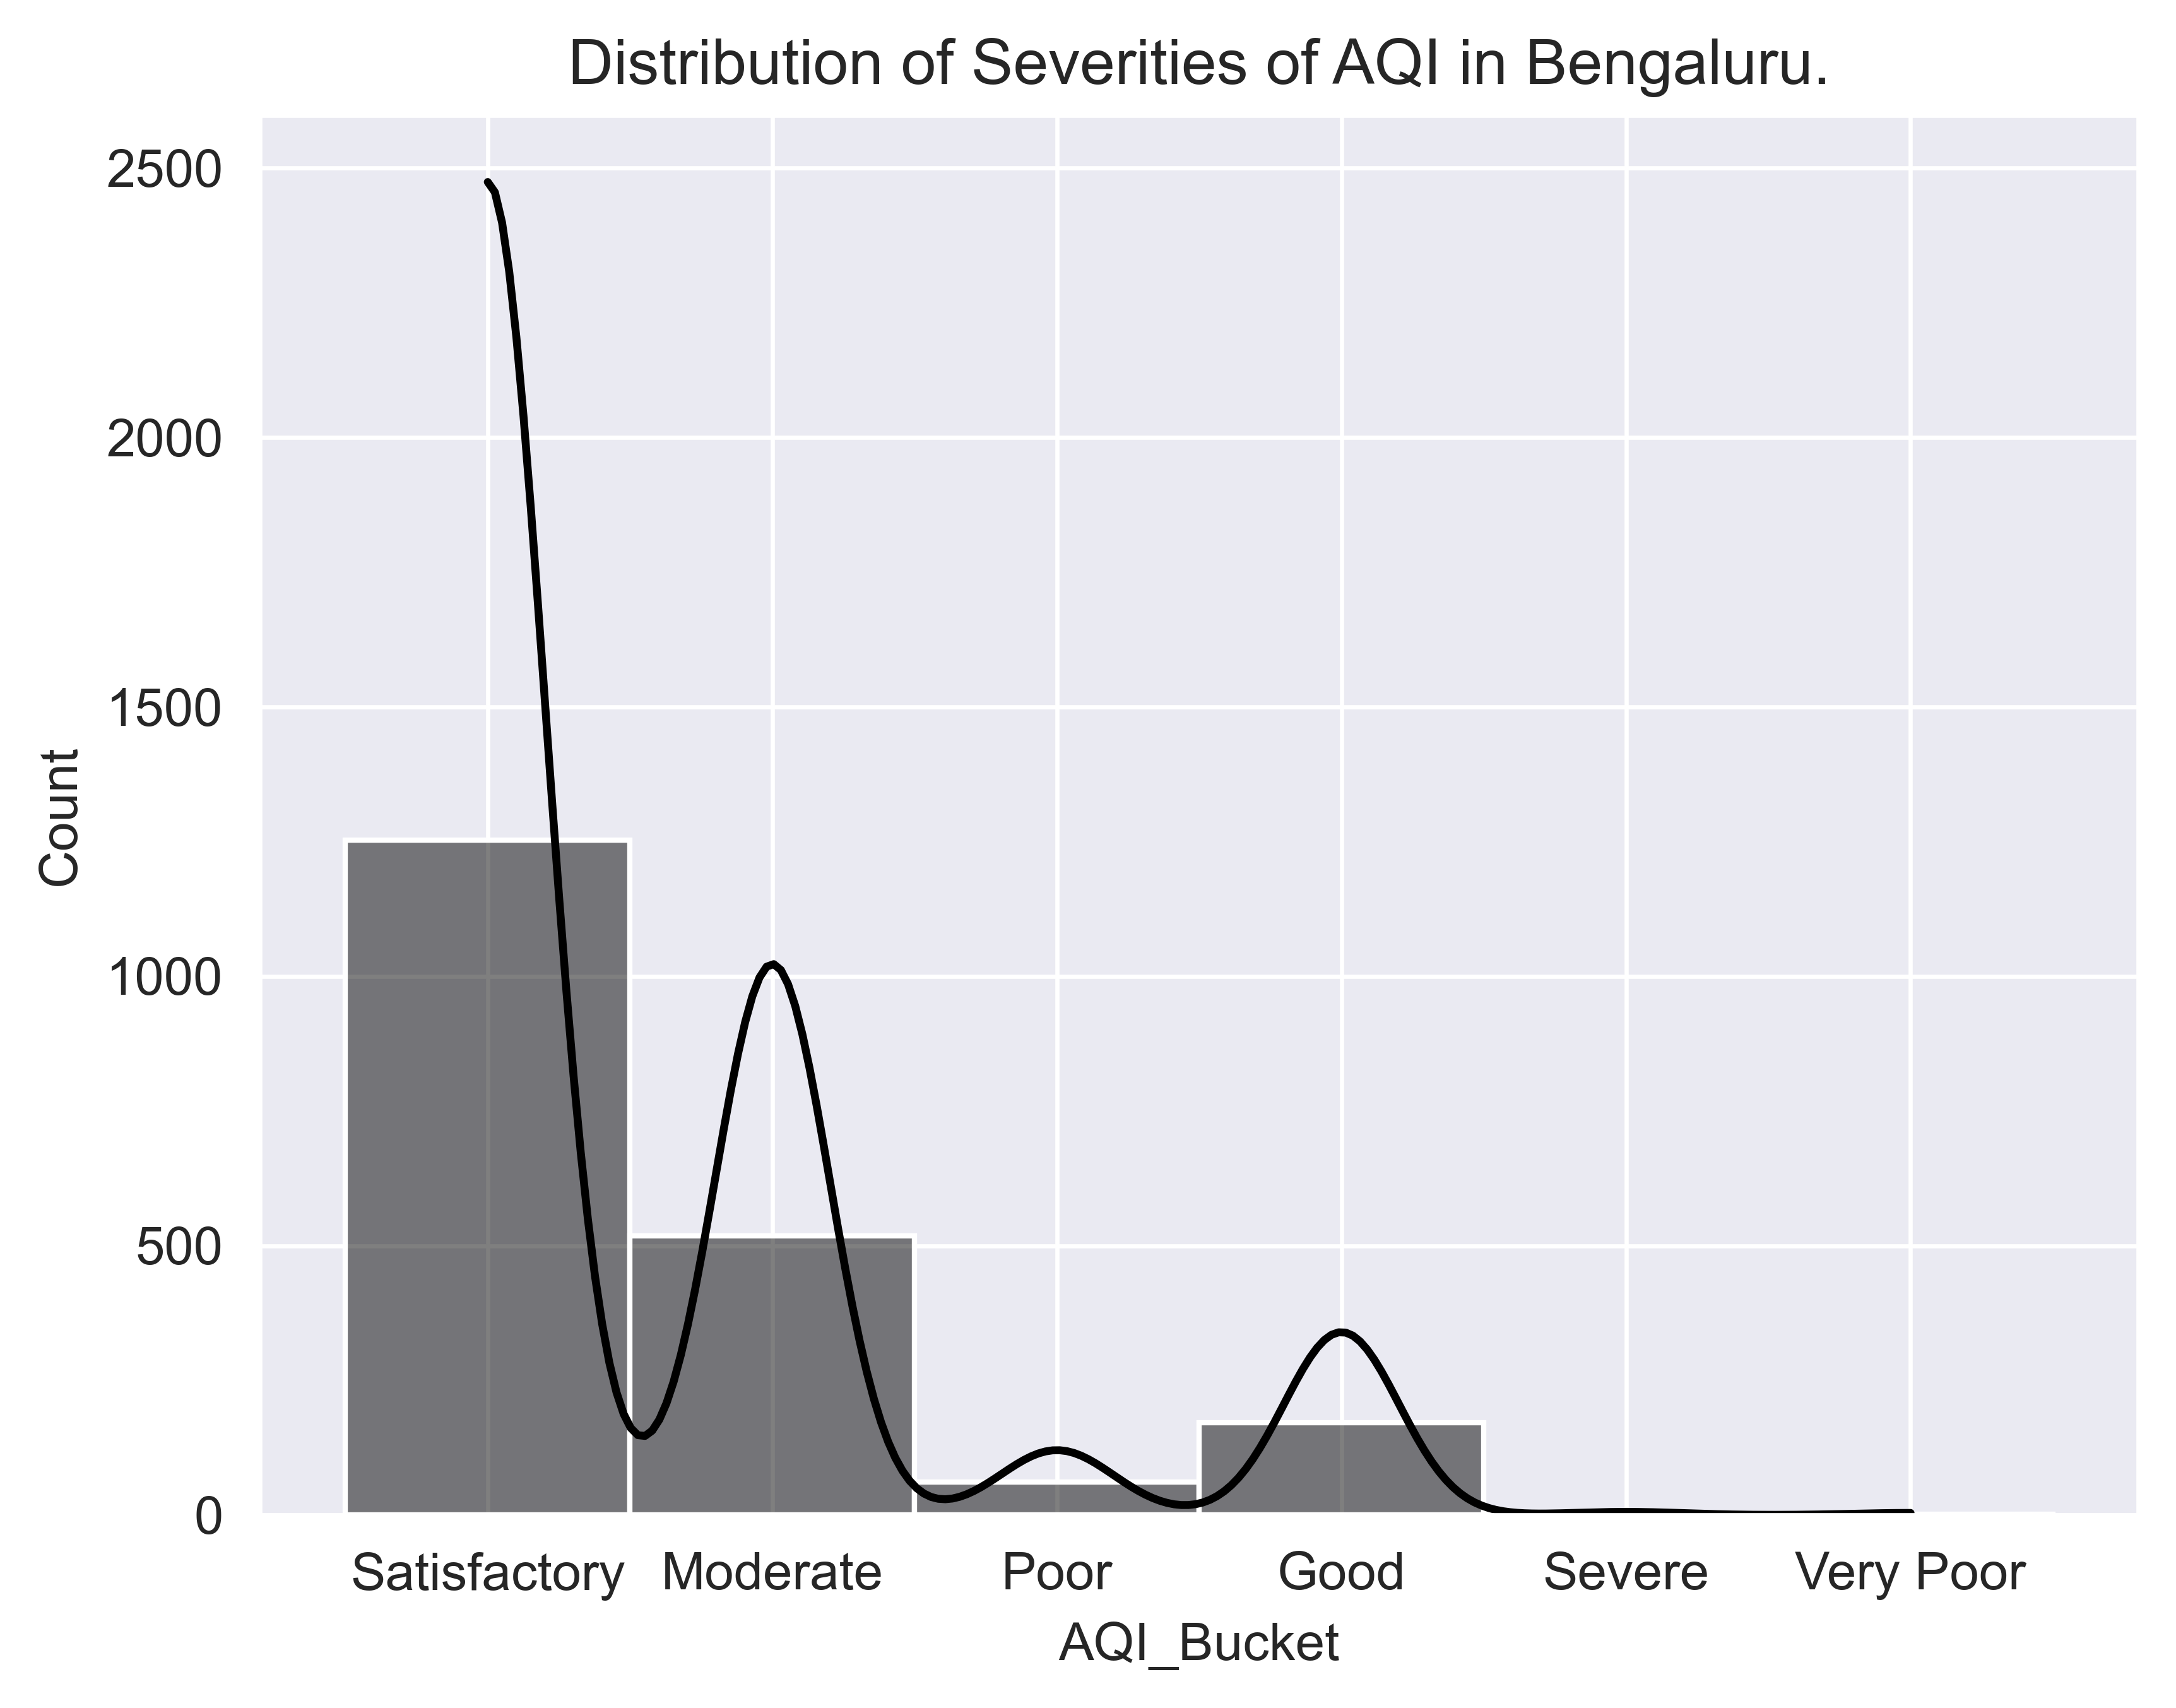 Distribution of Severities of AQI in Bengaluru.
2500
2000
1500
1000
500
0
Count
Satisfactory Moderate Poor Good Severe Very Poor
AQI_Bucket